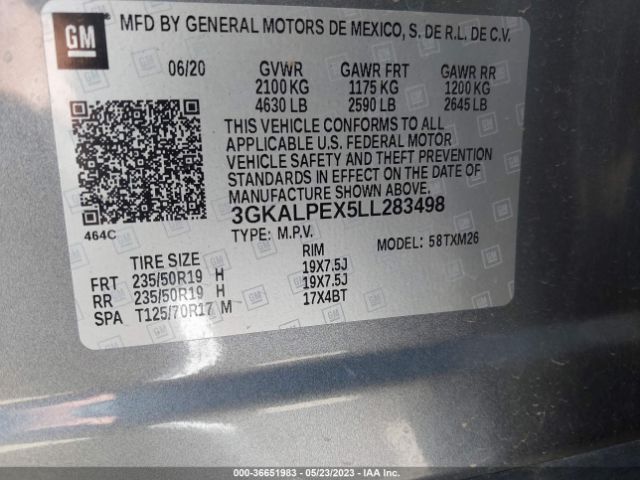 GM
MFD BY GENERAL MOTORS DE MEXICO, S. DE R.L. DE C.V.
06/20 GVWR GAWR FRT GAWR RR
2100 KG 1175 KG 1200 KG
4630 LB 2590 LB 2645 LB
THIS VEHICLE CONFORMS TO ALL
APPLICABLE U.S. FEDERAL MOTOR
VEHICLE SAFETY AND THEFT PREVENTION
STANDARDS IN EFFECT ON THE DATE OF
MANUFACTURE SHOWN ABOVE.
464C
3GKALPEX5LL283498
TYPE: M.P.V. MODEL: 58TXM26
TIRE SIZE RIM
FRT 235/50R19 H 19X7.5J
RR 235/50R19 H 19X7.5J
SPA T125/70R17 M 17X4BT
000-36651983 - 05/23/2023 - IAA Inc.